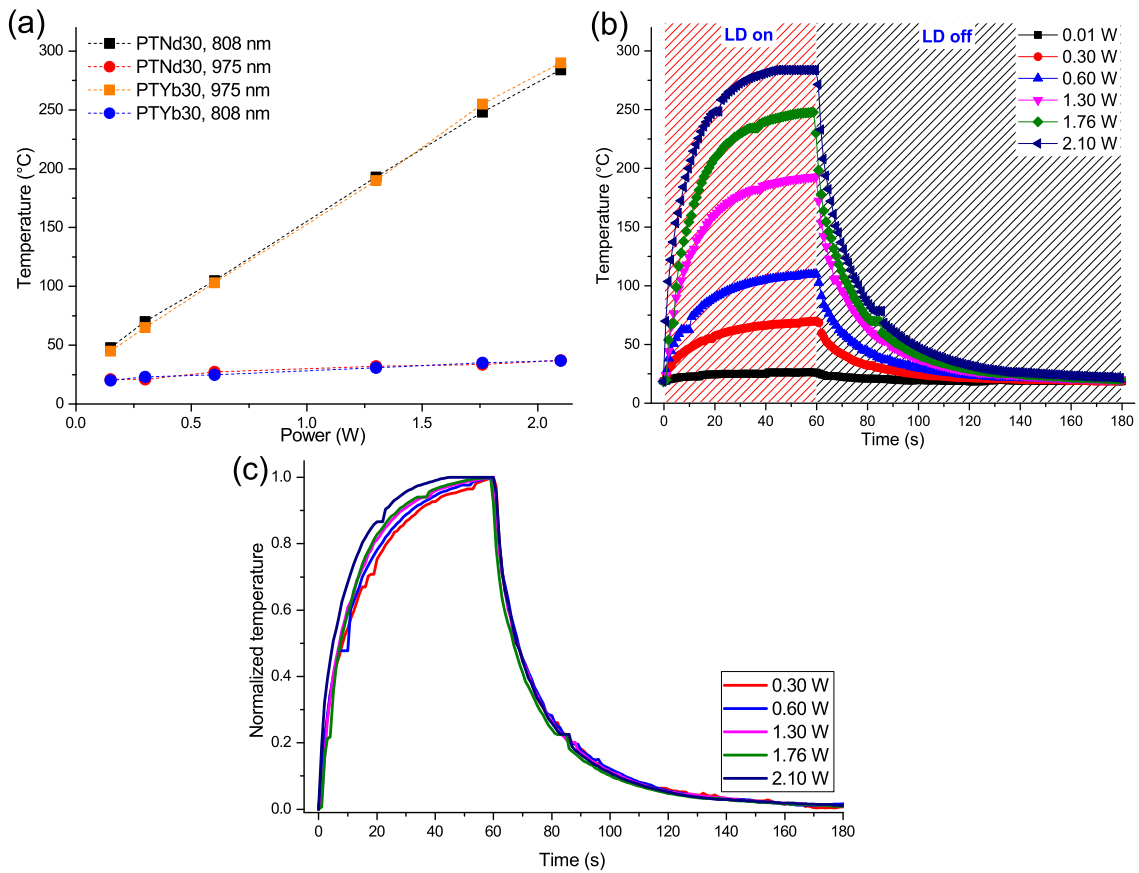 (a)
PTNd30, 808 nm
PTNd30, 975 nm
PTYb30, 975 nm
PTYb30, 808 nm
300
250
200
150
100
50
0
Temperature (°C)
0.0
0.5
1.0
1.5
2.0
Power (W)
(b)
LD on
LD off
0.01 W
0.30 W
0.60 W
1.30 W
1.76 W
2.10 W
300
250
200
150
100
50
0
Temperature (°C)
0
20
40
60
80
100
120
140
160
180
Time (s)
(c)
1.0
0.8
0.6
0.4
0.2
0.0
Normalized temperature
0.30 W
0.60 W
1.30 W
1.76 W
2.10 W
0
20
40
60
80
100
120
140
160
180
Time (s)